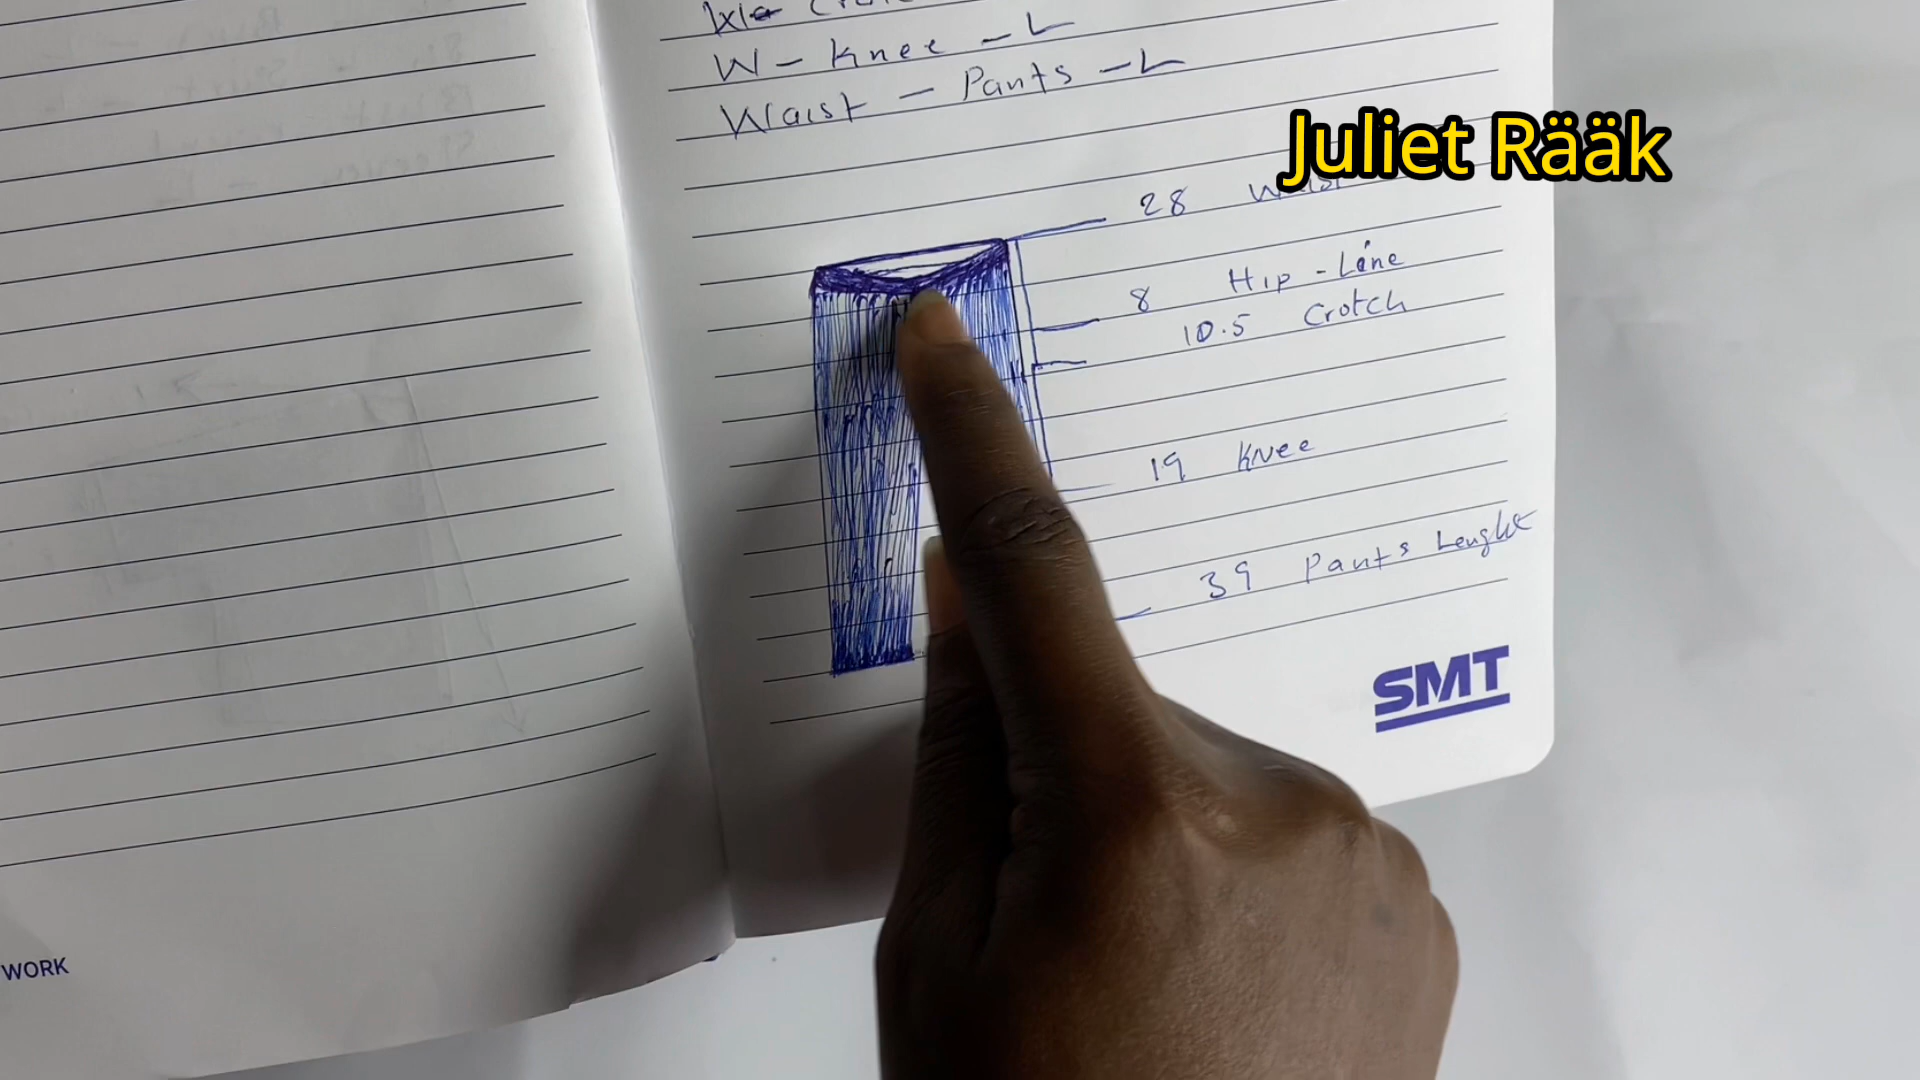 W - Knee - L
Waist - Pants - L
Juliet Rääk
28 Waist
8 Hip - Line
10.5 Crotch
19 Knee
39 Pants Lenght
SMT
WORK